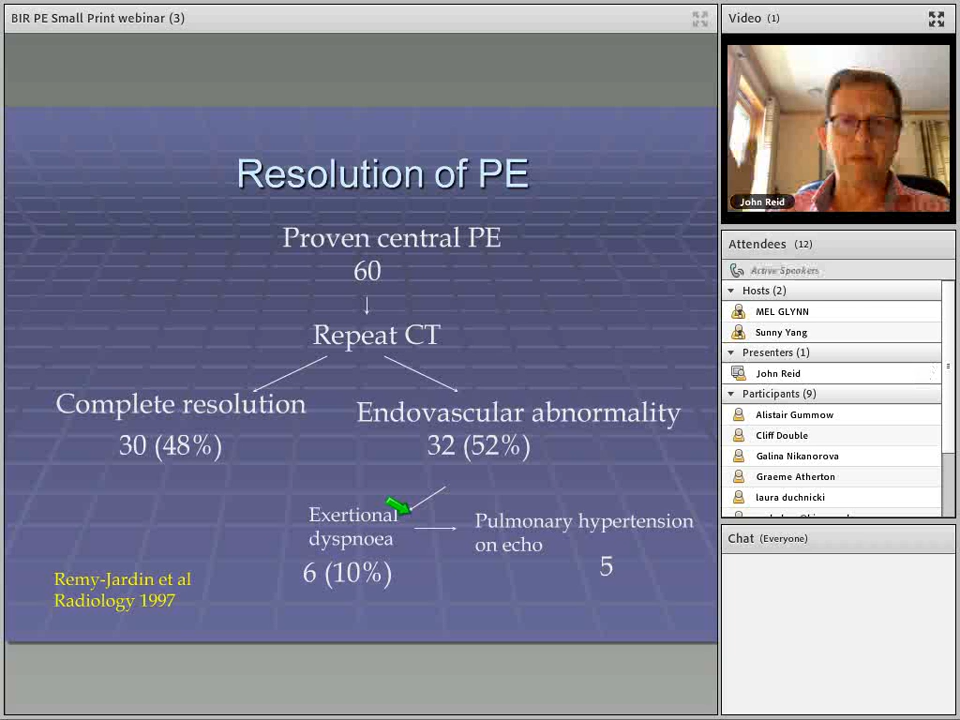 BIR PE Small Print webinar (3)
Resolution of PE
Proven central PE
60
Repeat CT
Complete resolution
30 (48%)
Endovascular abnormality
32 (52%)
Exertional
dyspnoea
6 (10%)
Pulmonary hypertension
on echo
5
Remy-Jardin et al
Radiology 1997
Video (1)
John Reid
Attendees (12)
Active Speakers
Hosts (2)
MEL GLYNN
Sunny Yang
Presenters (1)
John Reid
Participants (9)
Alistair Gummow
Cliff Double
Galina Nikanorova
Graeme Atherton
laura duchnicki
Chat (Everyone)